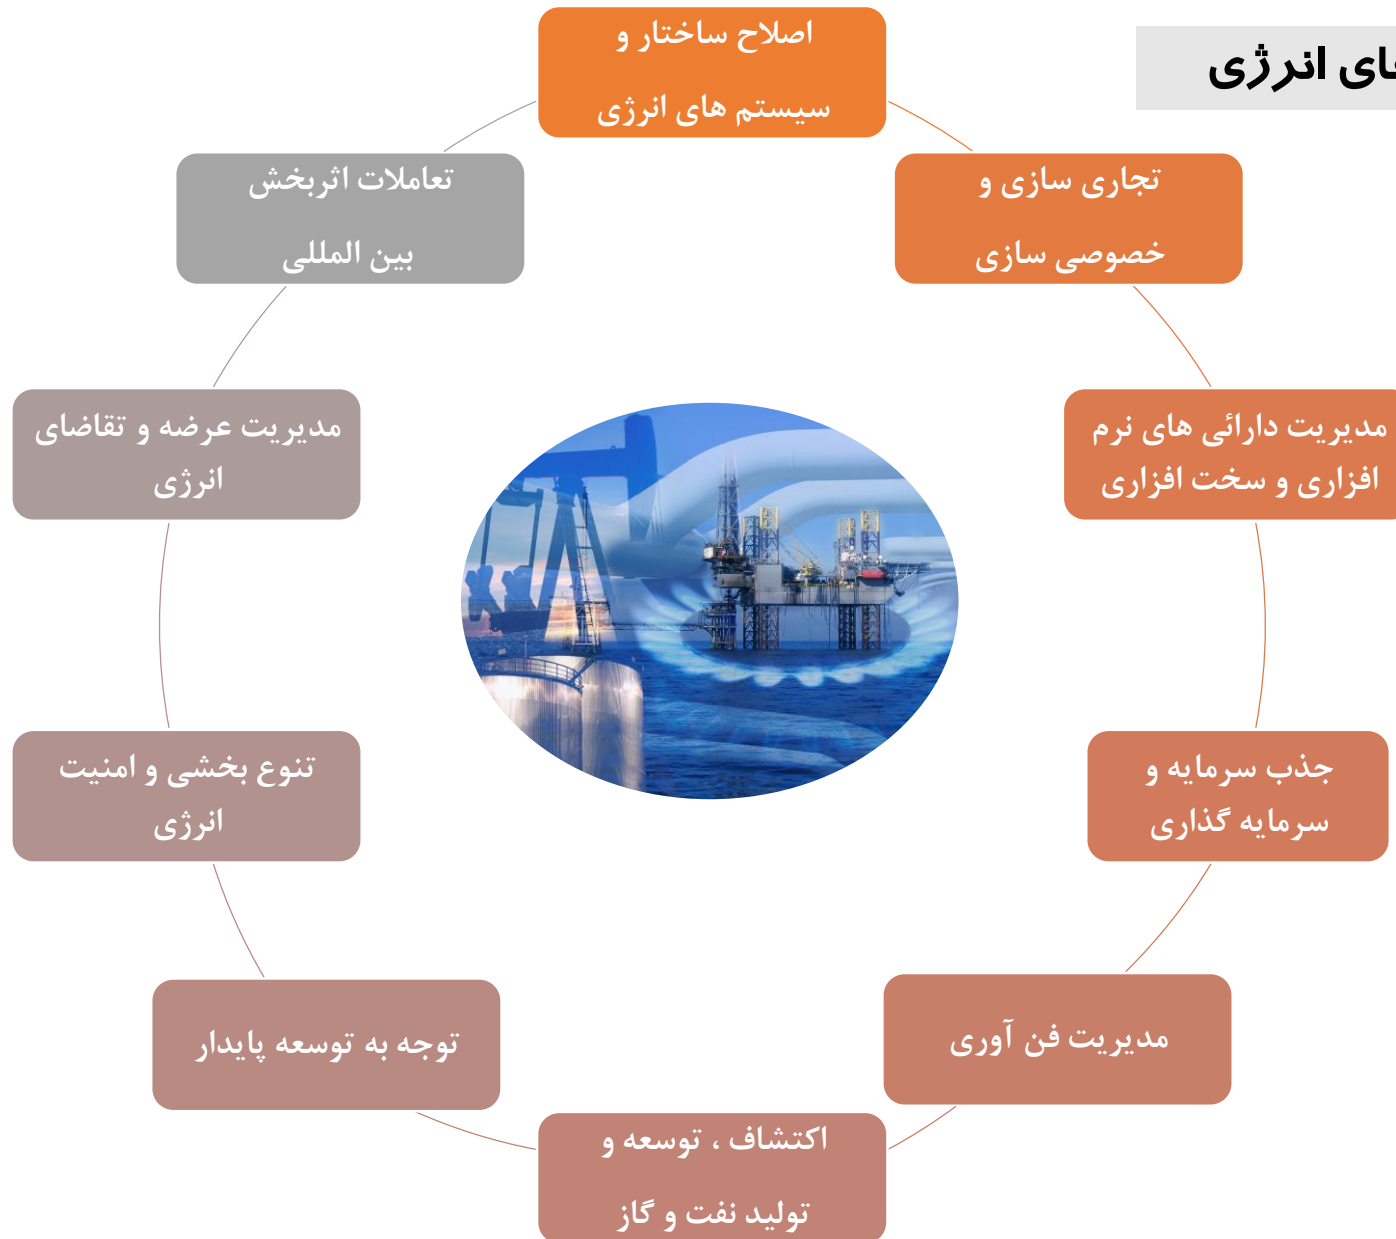 انرژی
اصلاح ساختار و
سیستم های انرژی
تجاری سازی و
خصوصی سازی
مدیریت دارائی های نرم
افزاری و سخت افزاری
جذب سرمایه و
سرمایه گذاری
مدیریت فن آوری
اکتشاف ، توسعه و
تولید نفت و گاز
توجه به توسعه پایدار
تنوع بخشی و امنیت
انرژی
مدیریت عرضه و تقاضای
انرژی
تعاملات اثربخش
بین المللی